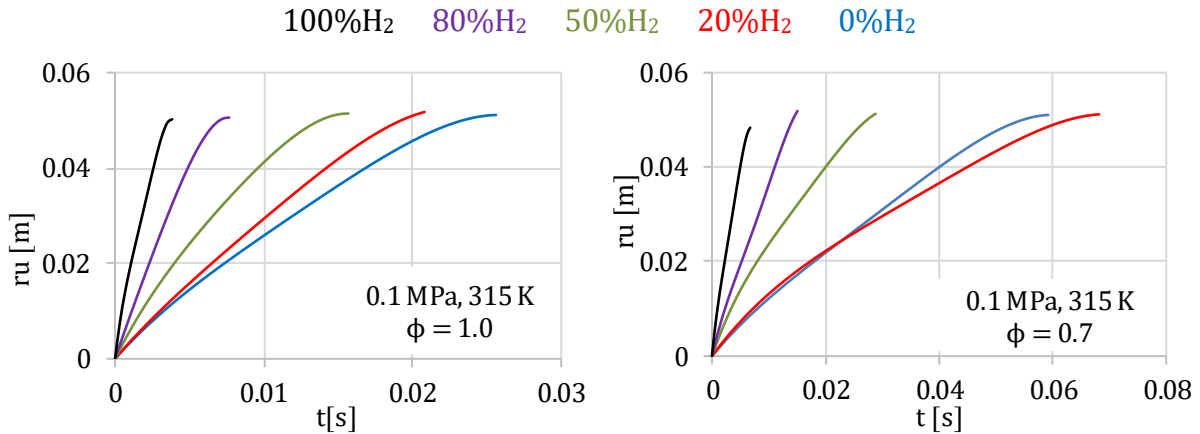 100%H₂ 80%H₂ 50%H₂ 20%H₂ 0%H₂
0.06
0.04
0.02
0
ru [m]
0.1 MPa, 315 K
ϕ = 1.0
0 0.01 0.02 0.03
t[s]
0.06
0.04
0.02
0
ru [m]
0.1 MPa, 315 K
ϕ = 0.7
0 0.02 0.04 0.06 0.08
t [s]